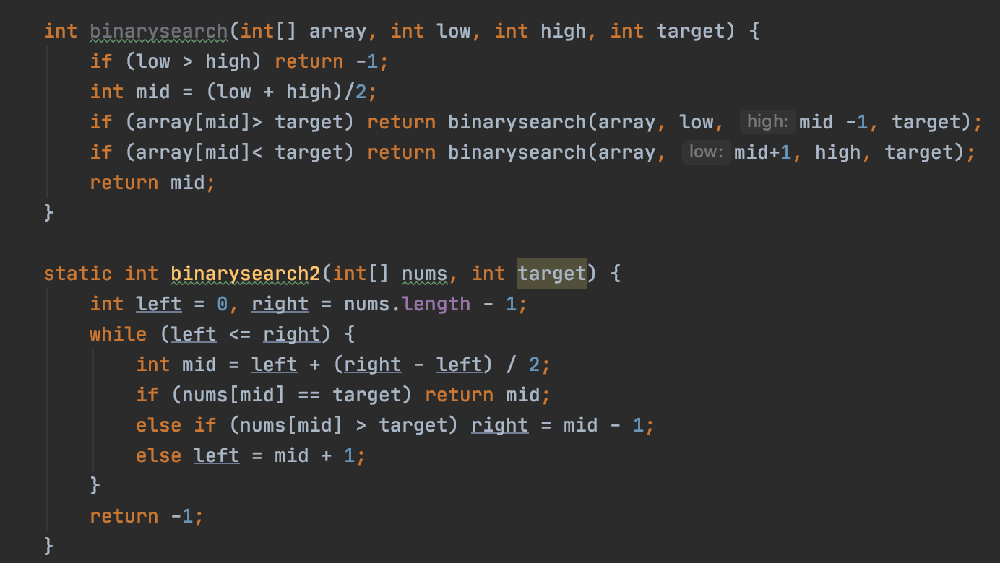 int binarysearch(int[] array, int low, int high, int target) {
if (low > high) return -1;
int mid = (low + high)/2;
if (array[mid]> target) return binarysearch(array, low, high: mid -1, target);
if (array[mid]< target) return binarysearch(array, low: mid+1, high, target);
return mid;
}
static int binarysearch2(int[] nums, int target) {
int left = 0, right = nums.length - 1;
while (left <= right) {
int mid = left + (right - left) / 2;
if (nums[mid] == target) return mid;
else if (nums[mid] > target) right = mid - 1;
else left = mid + 1;
}
return -1;
}